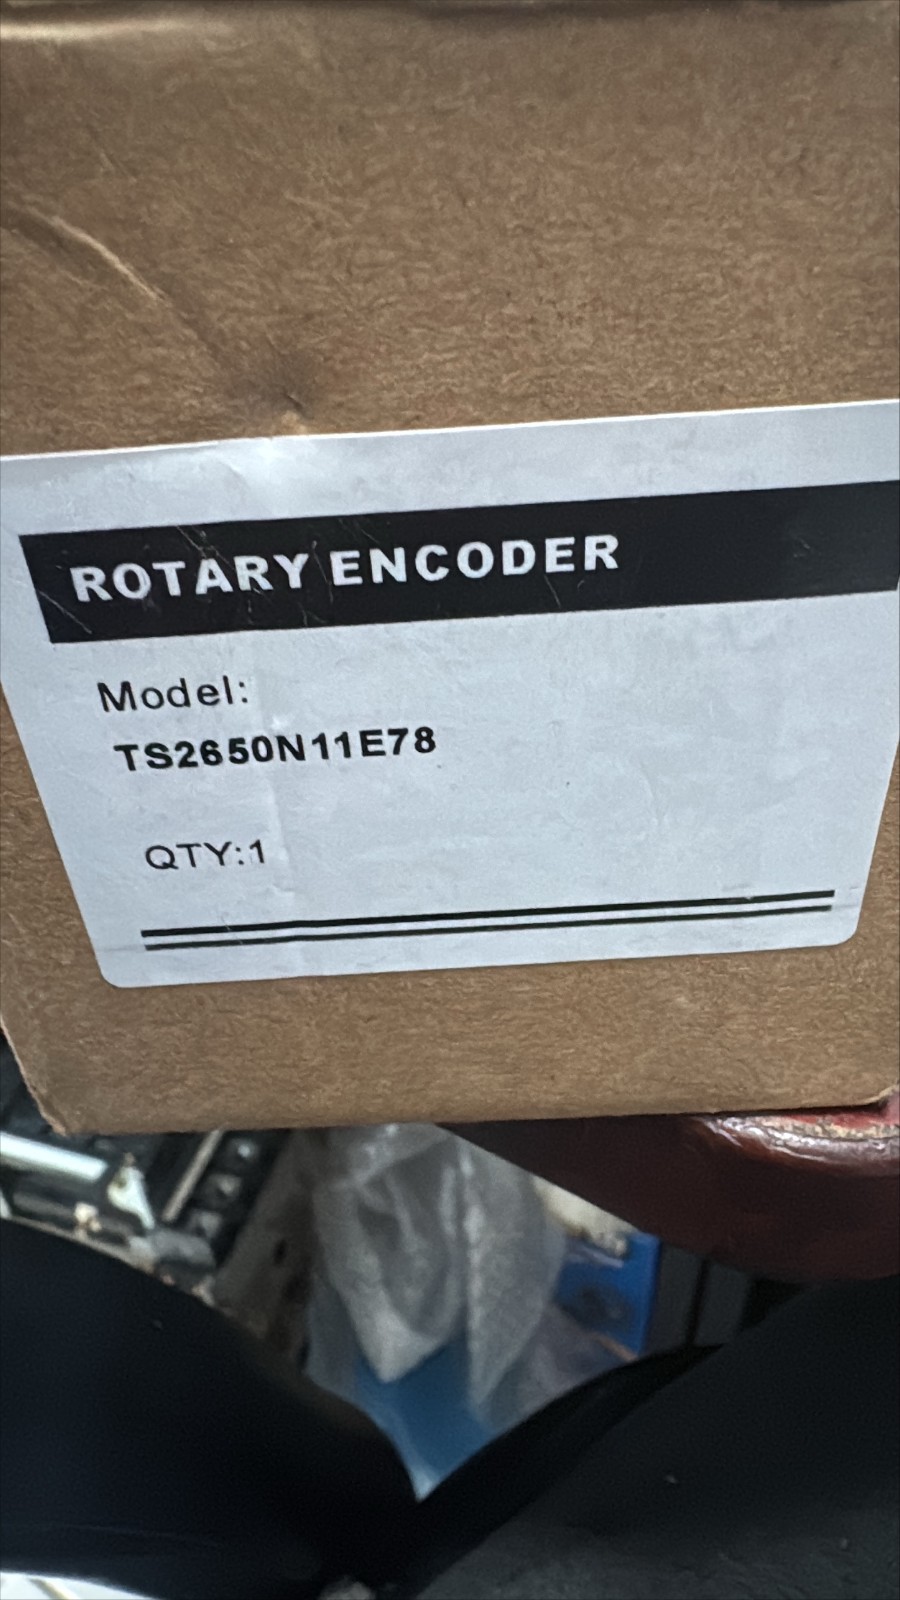 ROTARY ENCODER
Model:
TS2650N11E78
QTY:1